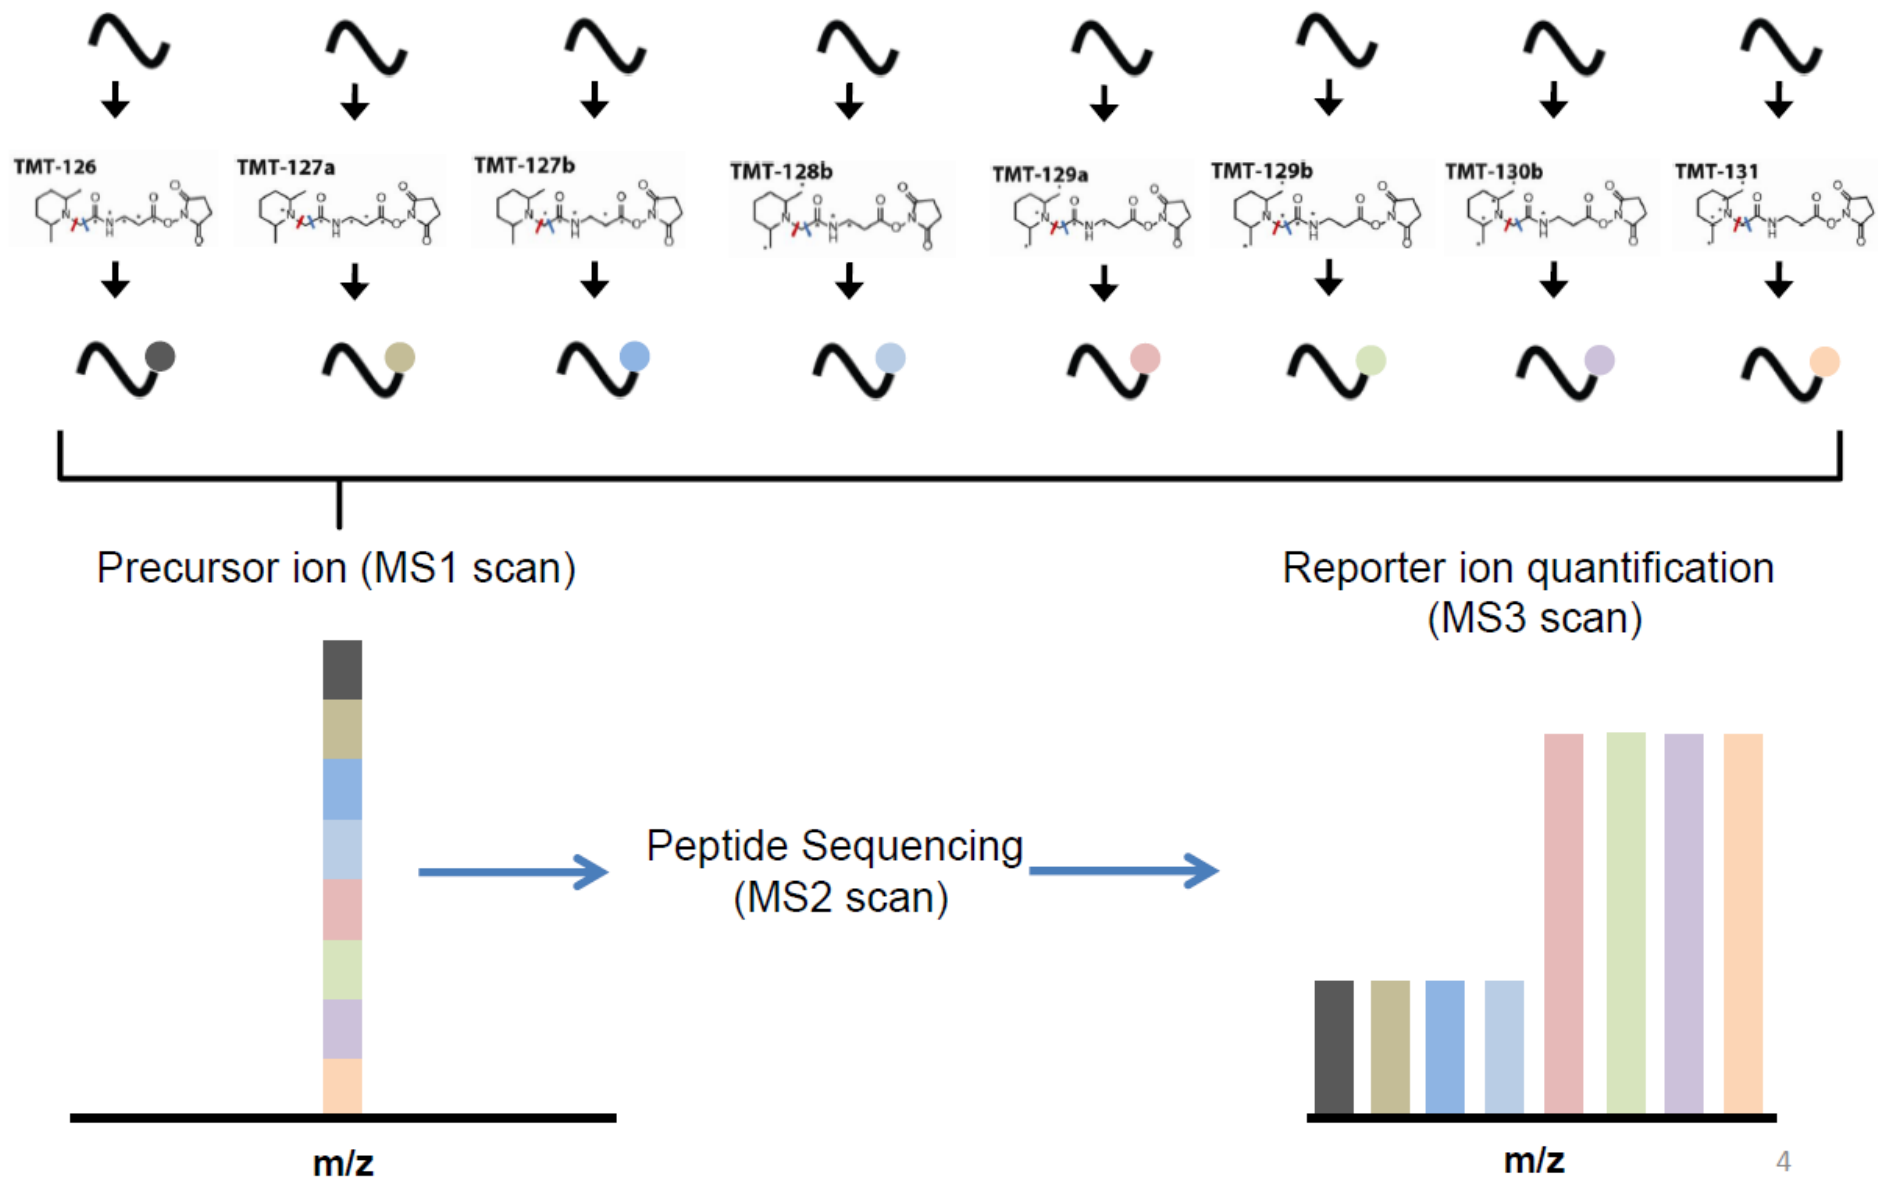 TMT-126
TMT-127a
TMT-127b
TMT-128b
TMT-129a
TMT-129b
TMT-130b
TMT-131
Precursor ion (MS1 scan)
Reporter ion quantification
(MS3 scan)
Peptide Sequencing
(MS2 scan)
m/z
m/z
4